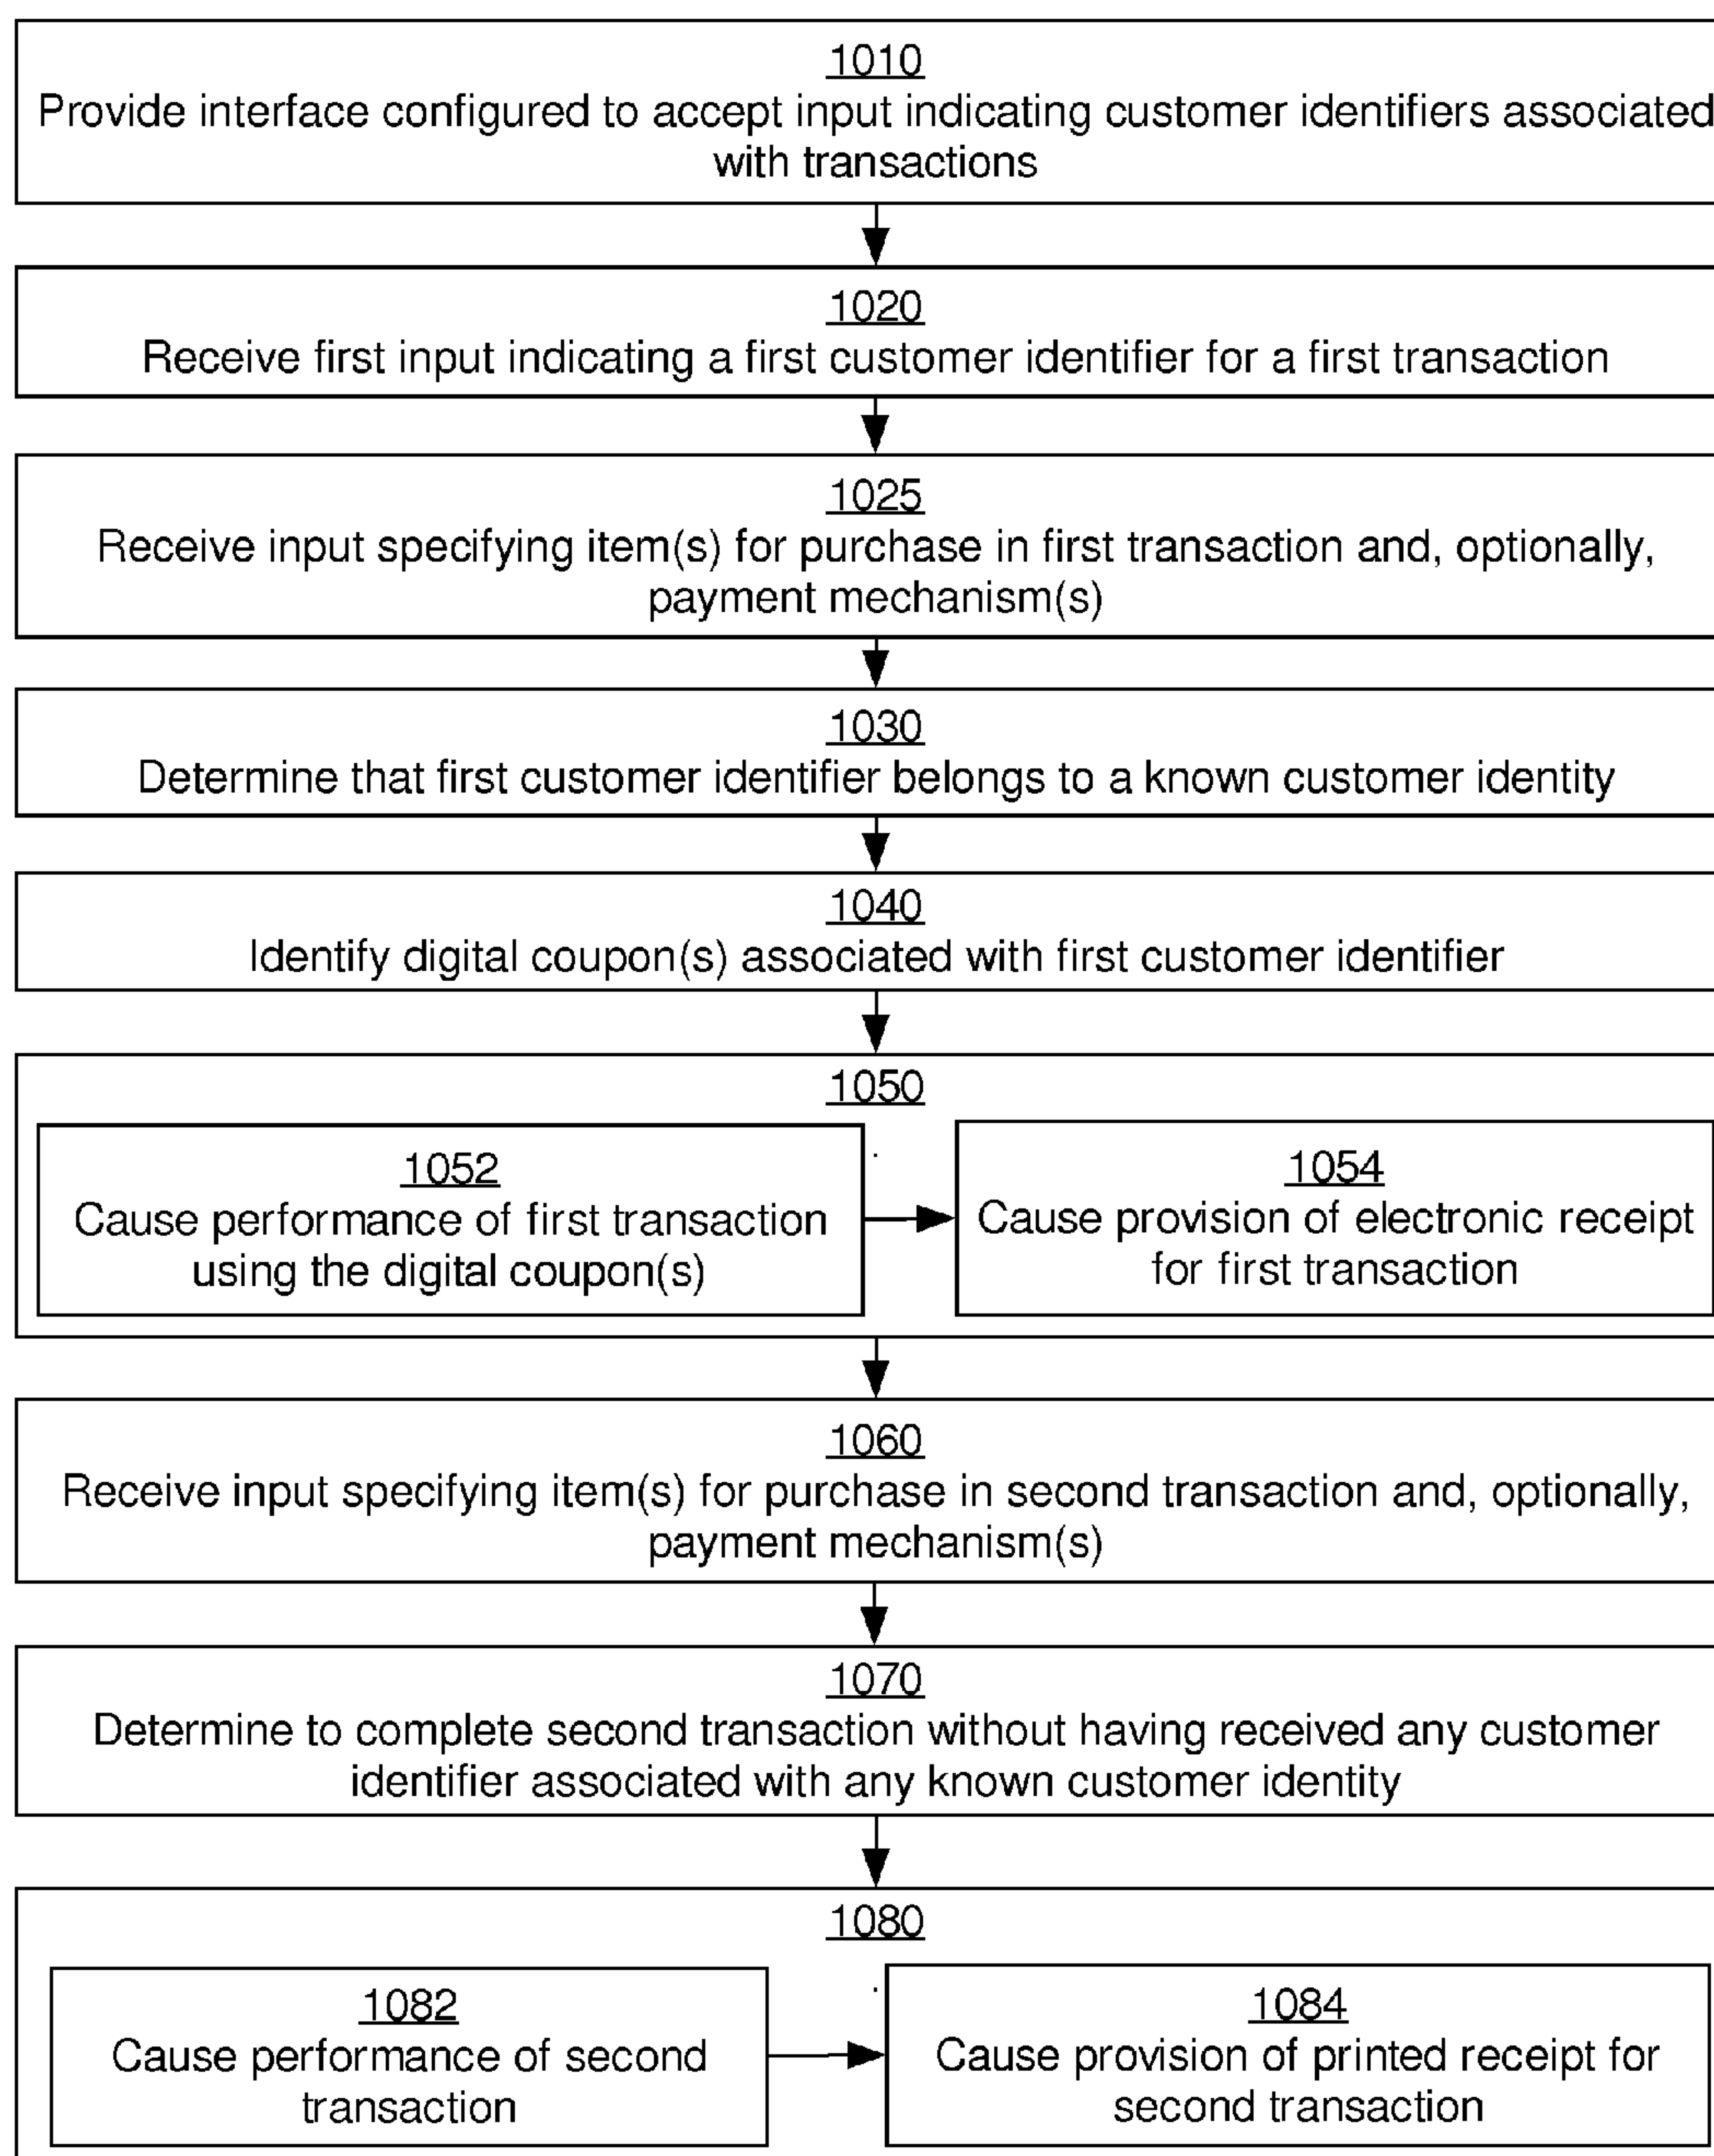 1010
Provide interface configured to accept input indicating customer identifiers associated
with transactions
1020
Receive first input indicating a first customer identifier for a first transaction
1025
Receive input specifying item(s) for purchase in first transaction and, optionally,
payment mechanism(s)
1030
Determine that first customer identifier belongs to a known customer identity
1040
Identify digital coupon(s) associated with first customer identifier
1050
1052
Cause performance of first transaction
using the digital coupon(s)
1054
Cause provision of electronic receipt
for first transaction
1060
Receive input specifying item(s) for purchase in second transaction and, optionally,
payment mechanism(s)
1070
Determine to complete second transaction without having received any customer
identifier associated with any known customer identity
1080
1082
Cause performance of second
transaction
1084
Cause provision of printed receipt for
second transaction